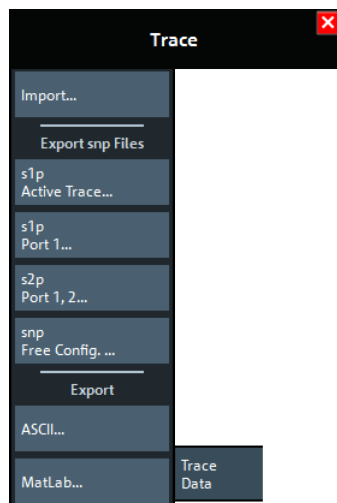 Trace
Import...
Export snp Files
s1p
Active Trace...
s1p
Port 1...
s2p
Port 1, 2...
snp
Free Config. ...
Export
ASCII...
MatLab...
Trace
Data